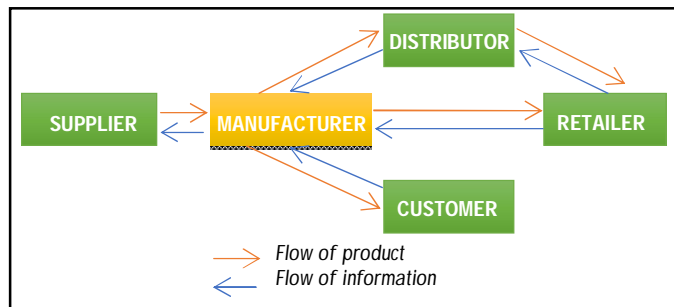 DISTRIBUTOR
SUPPLIER
MANUFACTURER
RETAILER
CUSTOMER
Flow of product
Flow of information